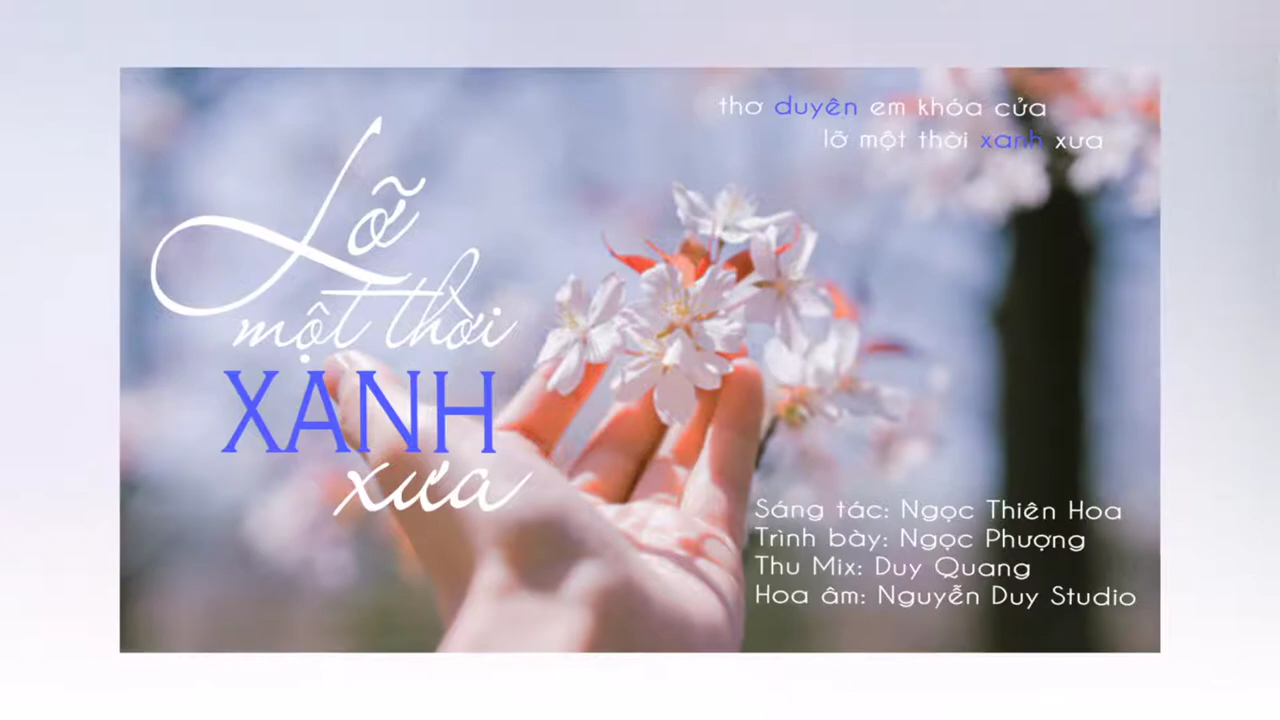 Lỡ
một thời
XANH
xưa
thơ duyên em khóa cửa
lỡ một thời xanh xưa
Sáng tác: Ngọc Thiên Hoa
Trình bày: Ngọc Phượng
Thu Mix: Duy Quang
Hoa âm: Nguyễn Duy Studio